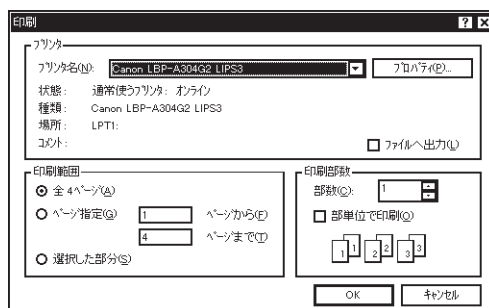 印刷
プリンタ
プリンタ名(N): Canon LBP-A304G2 LIPS3 プロパティ(P)...
状態: 通常使うプリンタ: オンライン
種類: Canon LBP-A304G2 LIPS3
場所: LPT1:
コメント: ファイルへ出力(L)
印刷範囲
全 4ページ(A)
ページ指定(G) 1 ページから(F)
4 ページまで(T)
選択した部分(S)
印刷部数
部数(C): 1
部単位で印刷(O)
1 1 2 2 3 3
OK キャンセル